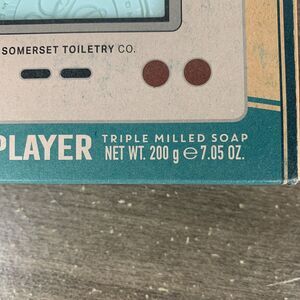 SOMERSET TOILETRY CO.
PLAYER TRIPLE MILLED SOAP
NET WT. 200 g ℮ 7.05 OZ.